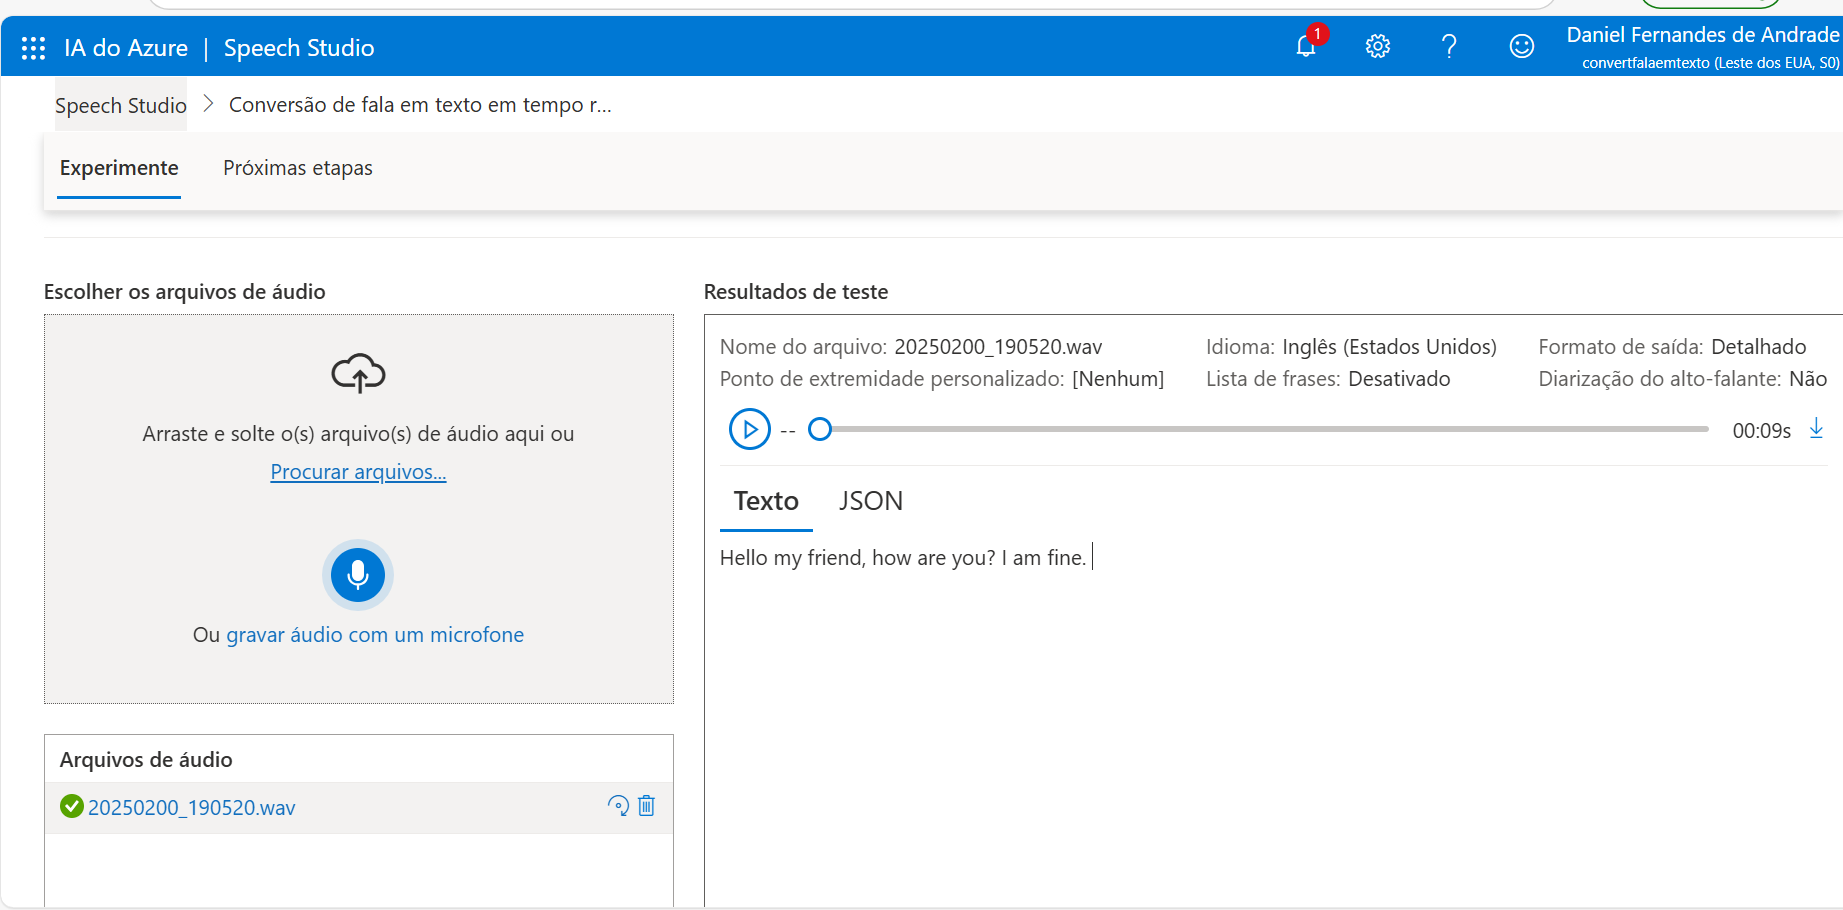 IA do Azure | Speech Studio
1
Daniel Fernandes de Andrade
convertfalaemtexto (Leste dos EUA, S0)
Speech Studio > Conversão de fala em texto em tempo r...
Experimente Próximas etapas
Escolher os arquivos de áudio
Arraste e solte o(s) arquivo(s) de áudio aqui ou
Procurar arquivos...
Ou gravar áudio com um microfone
Arquivos de áudio
20250200_190520.wav
Resultados de teste
Nome do arquivo: 20250200_190520.wav Idioma: Inglês (Estados Unidos) Formato de saída: Detalhado
Ponto de extremidade personalizado: [Nenhum] Lista de frases: Desativado Diarização do alto-falante: Não
-- 00:09s
Texto JSON
Hello my friend, how are you? I am fine.